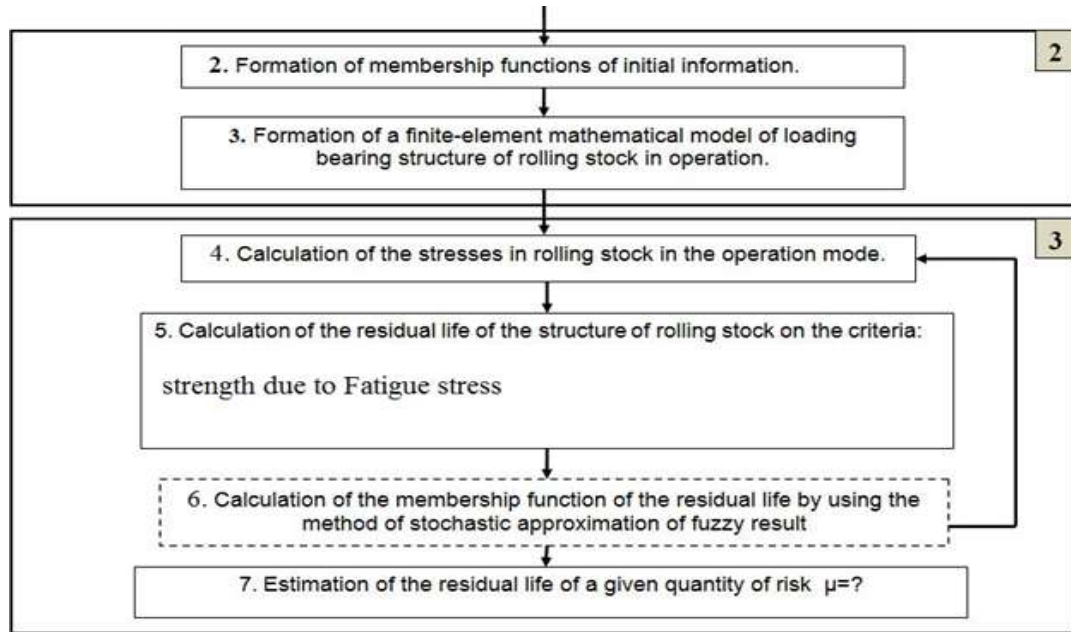 2
2. Formation of membership functions of initial information.
3. Formation of a finite-element mathematical model of loading
bearing structure of rolling stock in operation.
3
4. Calculation of the stresses in rolling stock in the operation mode.
5. Calculation of the residual life of the structure of rolling stock on the criteria:
strength due to Fatigue stress
6. Calculation of the membership function of the residual life by using the
method of stochastic approximation of fuzzy result
7. Estimation of the residual life of a given quantity of risk μ=?